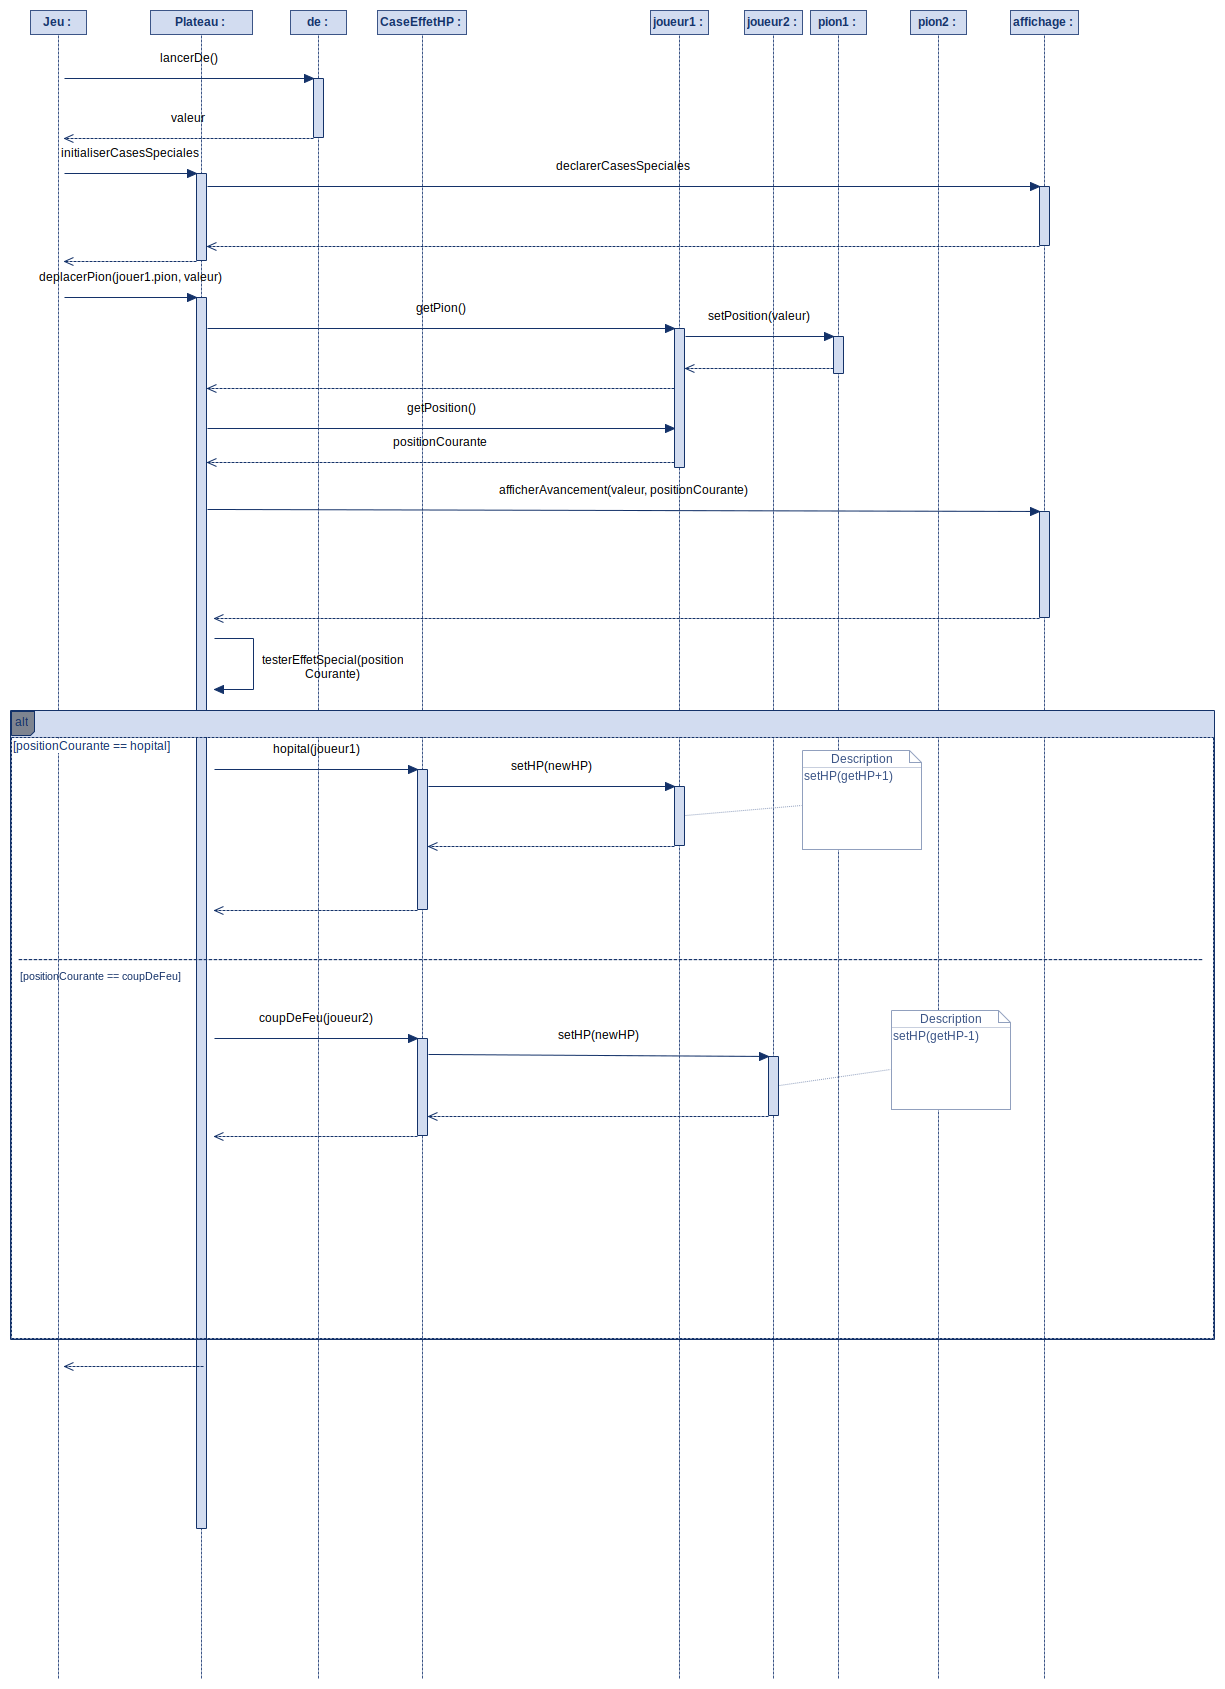 Jeu :
Plateau :
de :
CaseEffetHP :
joueur1 :
joueur2 :
pion1 :
pion2 :
affichage :
lancerDe()
valeur
initialiserCasesSpeciales
declarerCasesSpeciales
deplacerPion(jouer1.pion, valeur)
getPion()
setPosition(valeur)
getPosition()
positionCourante
afficherAvancement(valeur, positionCourante)
testerEffetSpecial(position
Courante)
alt
[positionCourante == hopital]
hopital(joueur1)
setHP(newHP)
Description
setHP(getHP+1)
[positionCourante == coupDeFeu]
coupDeFeu(joueur2)
setHP(newHP)
Description
setHP(getHP-1)